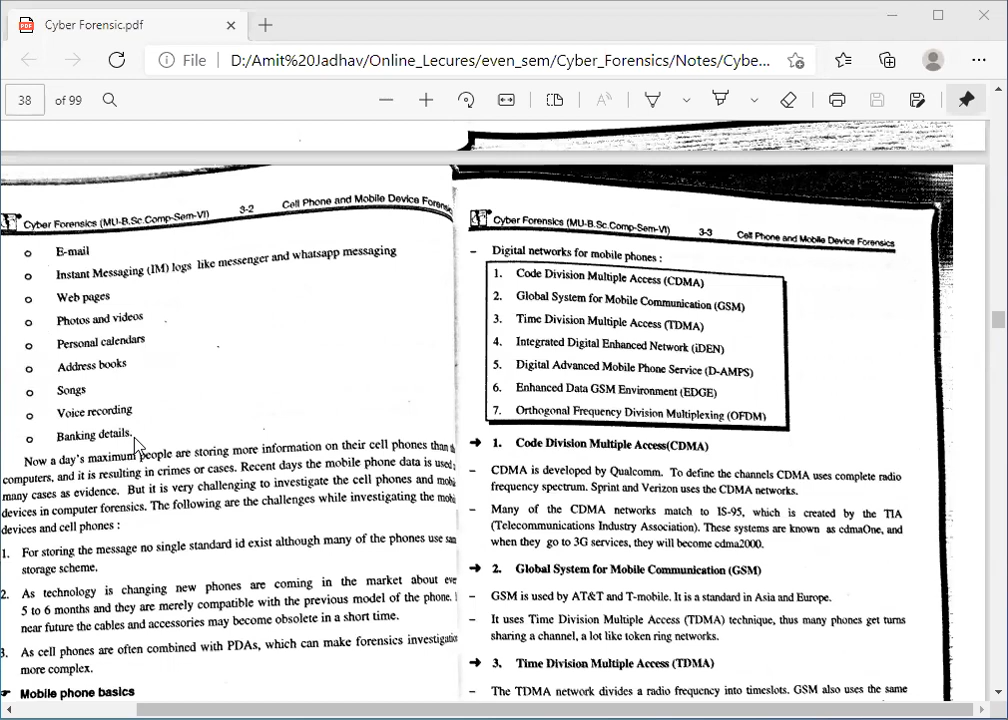 Cyber Forensic.pdf
File D:/Amit%20Jadhav/Online_Lecures/even_sem/Cyber_Forensics/Notes/Cybe...
38 of 99
Cyber Forensics (MU-B.Sc.Comp-Sem-VI) 3-2 Cell Phone and Mobile Device Foren
o E-mail
o Instant Messaging (IM) logs like messenger and whatsapp messaging
o Web pages
o Photos and videos
o Personal calendars
o Address books
o Songs
o Voice recording
o Banking details.
Now a day's maximum people are storing more information on their cell phones than
computers, and it is resulting in crimes or cases. Recent days the mobile phone data is used
many cases as evidence. But it is very challenging to investigate the cell phones and mobi
devices in computer forensics. The following are the challenges while investigating the mobi
devices and cell phones :
1. For storing the message no single standard id exist although many of the phones use
storage scheme.
2. As technology is changing new phones are coming in the market about eve
5 to 6 months and they are merely compatible with the previous model of the phone.
near future the cables and accessories may become obsolete in a short time.
3. As cell phones are often combined with PDAs, which can make forensics investigation
more complex.
☞ Mobile phone basics
Cyber Forensics (MU-B.Sc.Comp-Sem-VI) 3-3 Cell Phone and Mobile Device Forensics
– Digital networks for mobile phones :
1. Code Division Multiple Access (CDMA)
2. Global System for Mobile Communication (GSM)
3. Time Division Multiple Access (TDMA)
4. Integrated Digital Enhanced Network (iDEN)
5. Digital Advanced Mobile Phone Service (D-AMPS)
6. Enhanced Data GSM Environment (EDGE)
7. Orthogonal Frequency Division Multiplexing (OFDM)
➔ 1. Code Division Multiple Access(CDMA)
– CDMA is developed by Qualcomm. To define the channels CDMA uses complete radio
frequency spectrum. Sprint and Verizon uses the CDMA networks.
– Many of the CDMA networks match to IS-95, which is created by the TIA
(Telecommunications Industry Association). These systems are known as cdmaOne, and
when they go to 3G services, they will become cdma2000.
➔ 2. Global System for Mobile Communication (GSM)
– GSM is used by AT&T and T-mobile. It is a standard in Asia and Europe.
– It uses Time Division Multiple Access (TDMA) technique, thus many phones get turns
sharing a channel, a lot like token ring networks.
➔ 3. Time Division Multiple Access (TDMA)
– The TDMA network divides a radio frequency into timeslots. GSM also uses the same